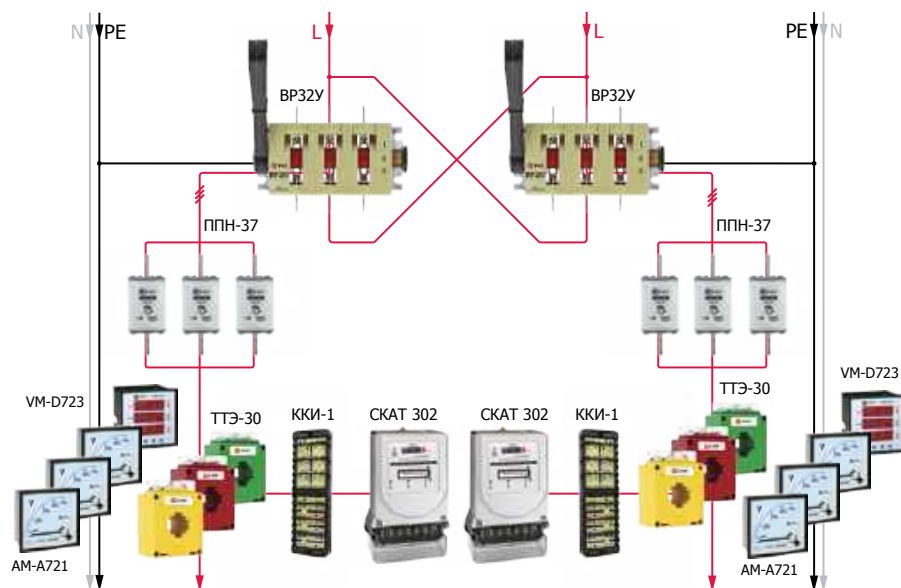 N PE L L PE N
ВР32У ВР32У
ППН-37 ППН-37
VM-D723 VM-D723
ТТЭ-30 ККИ-1 СКАТ 302 СКАТ 302 ККИ-1 ТТЭ-30
AM-A721 AM-A721